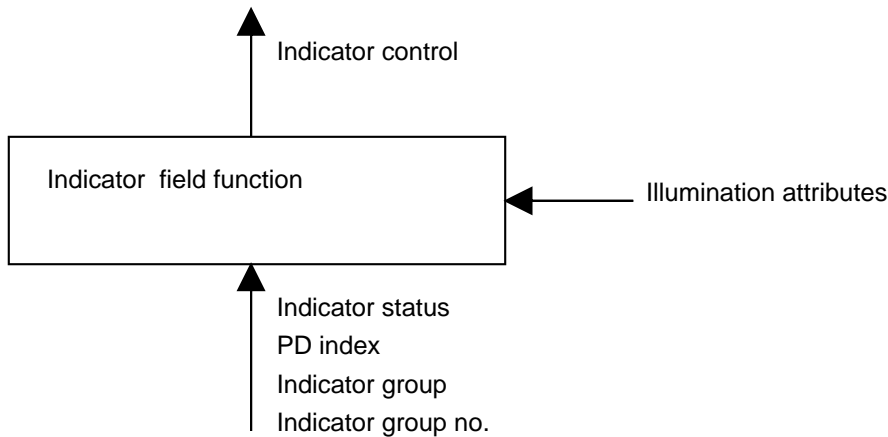 Indicator control
Indicator field function
Illumination attributes
Indicator status
PD index
Indicator group
Indicator group no.